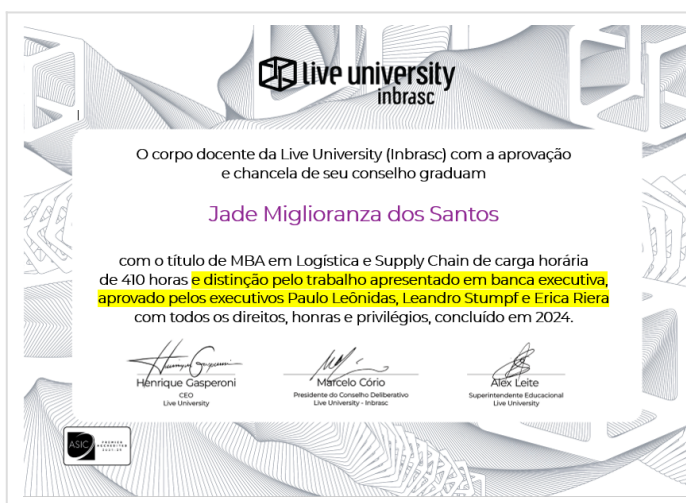 live university
inbrasc
O corpo docente da Live University (Inbrasc) com a aprovação
e chancela de seu conselho graduam
Jade Miglioranza dos Santos
com o título de MBA em Logística e Supply Chain de carga horária
de 410 horas e distinção pelo trabalho apresentado em banca executiva,
aprovado pelos executivos Paulo Leônidas, Leandro Stumpf e Erica Riera
com todos os direitos, honras e privilégios, concluído em 2024.
Henrique Gasperoni
CEO
Live University
Marcelo Cório
Presidente do Conselho Deliberativo
Live University - Inbrasc
Alex Leite
Superintendente Educacional
Live University
ASIC
PREMIER
ACCREDITED